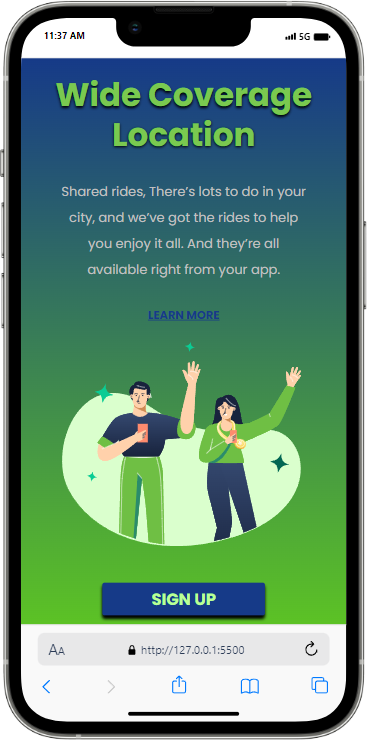 11:37 AM
5G
Wide Coverage
Location
Shared rides, There's lots to do in your
city, and we've got the rides to help
you enjoy it all. And they're all
available right from your app.
LEARN MORE
SIGN UP
AA
http://127.0.0.1:5500